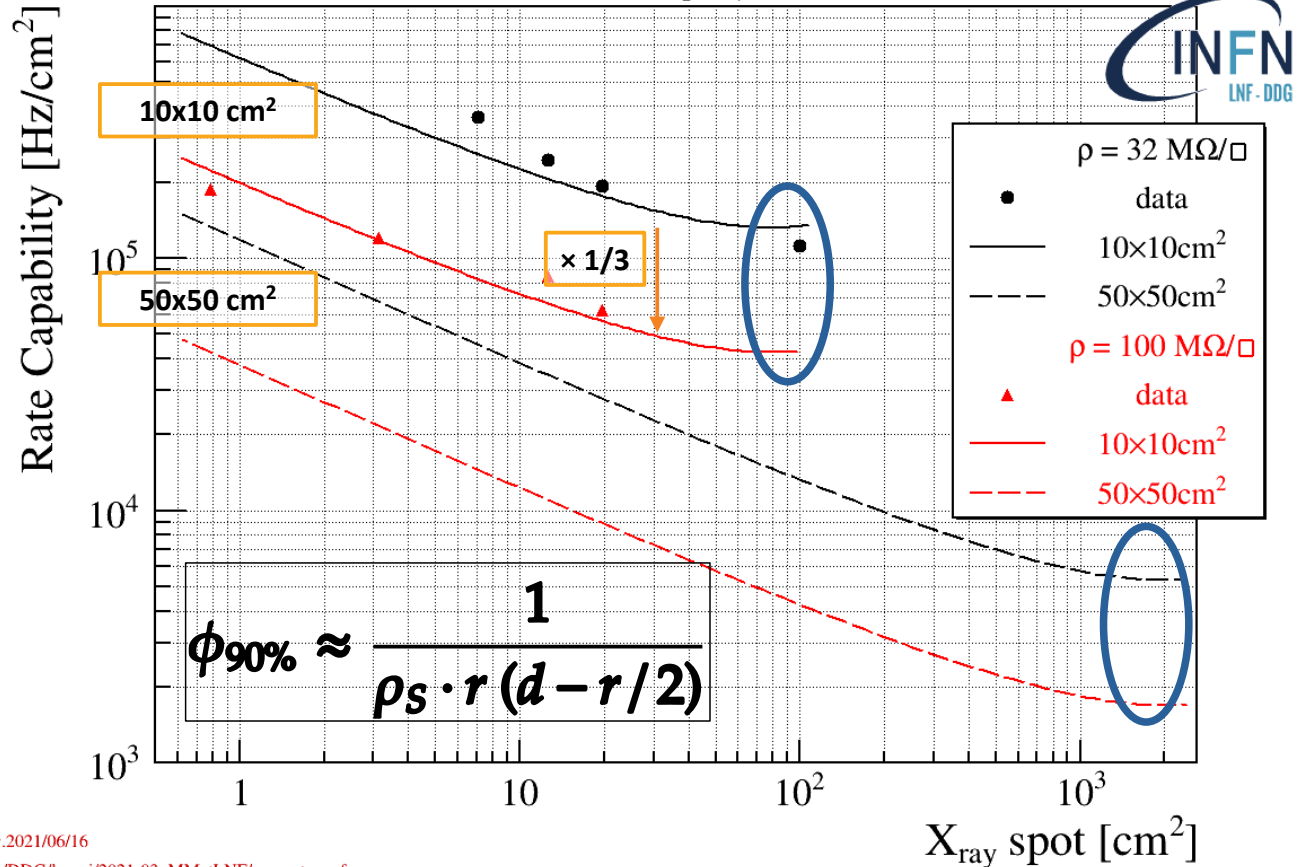 Rate Capability [Hz/cm²]
INFN
LNF - DDG
10x10 cm²
50x50 cm²
× 1/3
ρ = 32 MΩ/□
data
10×10cm²
50×50cm²
ρ = 100 MΩ/□
data
10×10cm²
50×50cm²
10⁵
10⁴
10³
ϕ90% ≈ 1 / (ρS · r (d – r/2))
1 10 10² 10³
Xray spot [cm²]
.2021/06/16